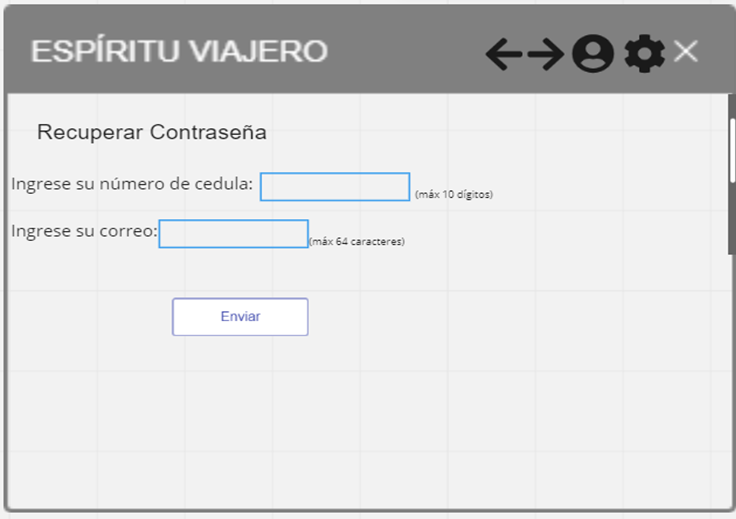 ESPÍRITU VIAJERO
Recuperar Contraseña
Ingrese su número de cedula: (máx 10 dígitos)
Ingrese su correo: (máx 64 caracteres)
Enviar